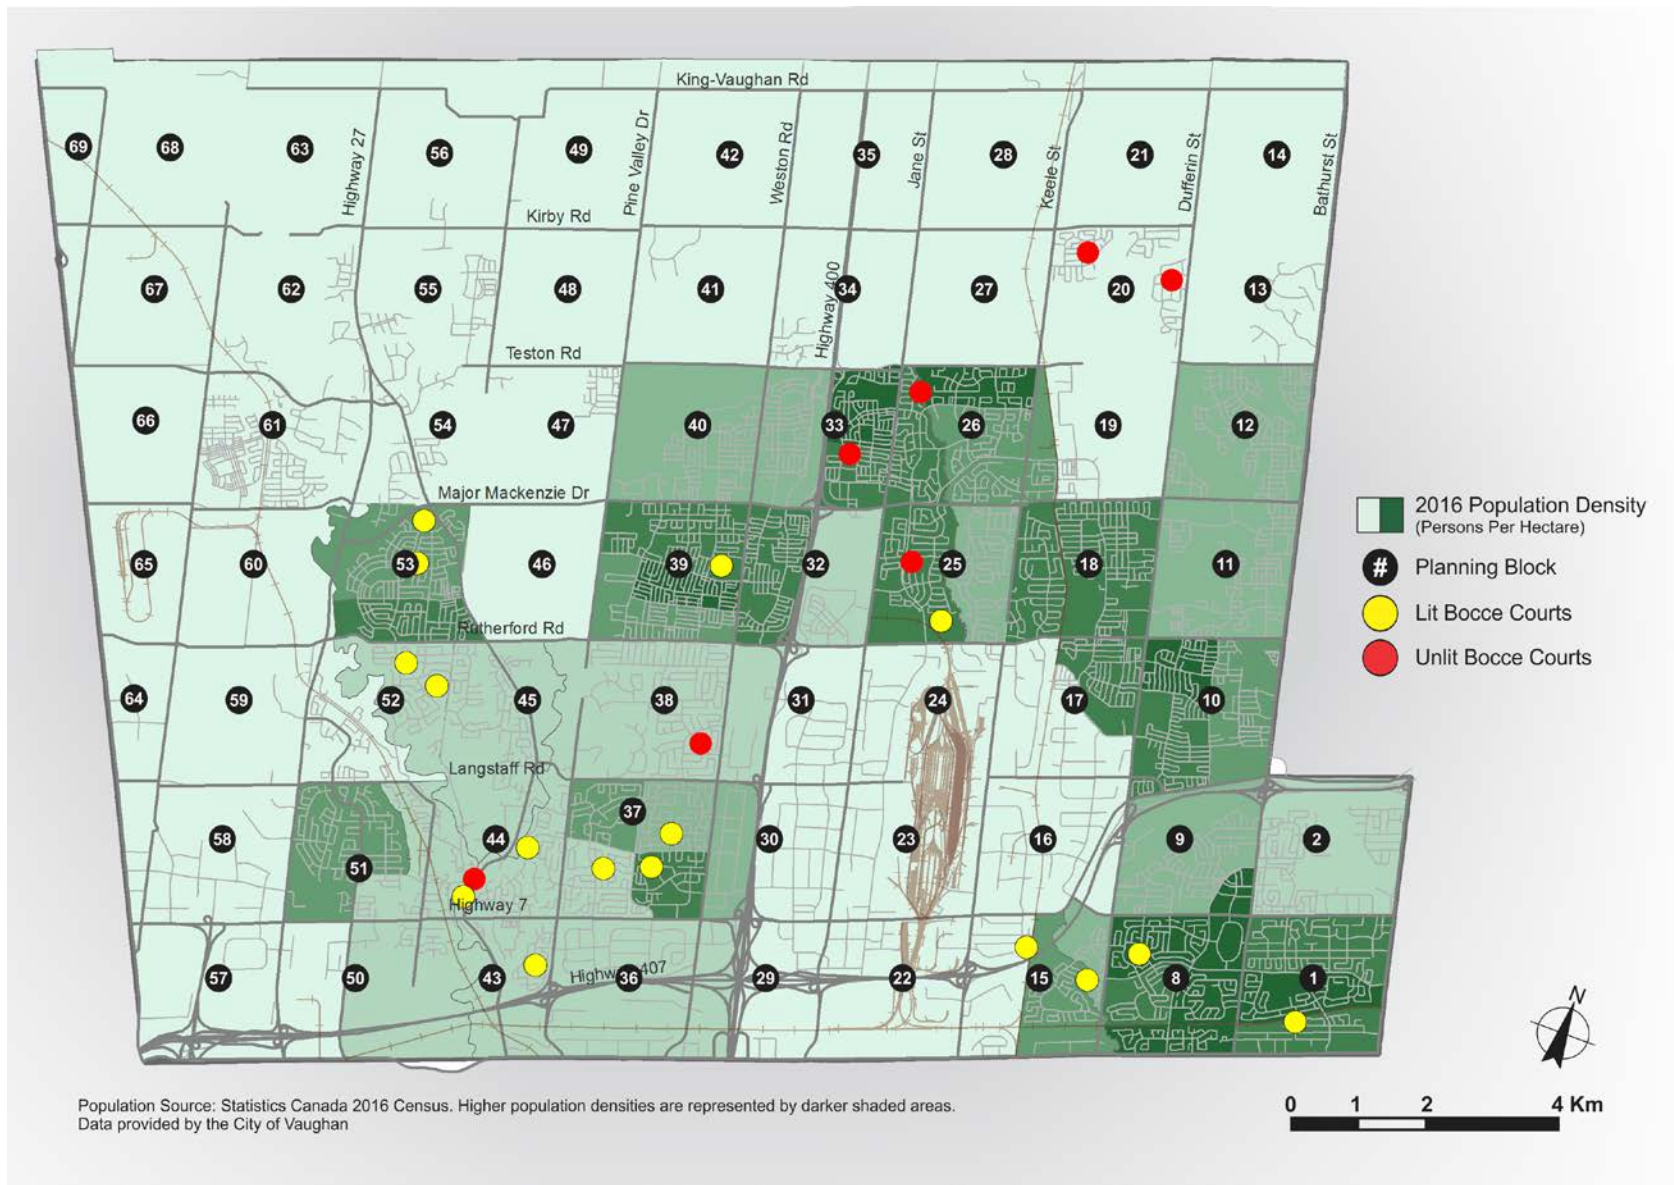 King-Vaughan Rd
69
68
63
Highway 27
56
49
Pine Valley Dr
42
Weston Rd
35
Jane St
28
Keele St
21
Dufferin St
14
Bathurst St
Kirby Rd
67
62
55
48
41
Highway 400
34
27
20
13
Teston Rd
66
61
54
47
40
33
26
19
12
Major Mackenzie Dr
65
60
53
46
39
32
25
18
11
Rutherford Rd
64
59
52
45
38
31
24
17
10
Langstaff Rd
58
51
44
37
30
23
16
9
2
Highway 7
57
50
43
Highway 407
36
29
22
15
8
1
2016 Population Density
(Persons Per Hectare)
# Planning Block
Lit Bocce Courts
Unlit Bocce Courts
N
0 1 2 4 Km
Population Source: Statistics Canada 2016 Census. Higher population densities are represented by darker shaded areas.
Data provided by the City of Vaughan